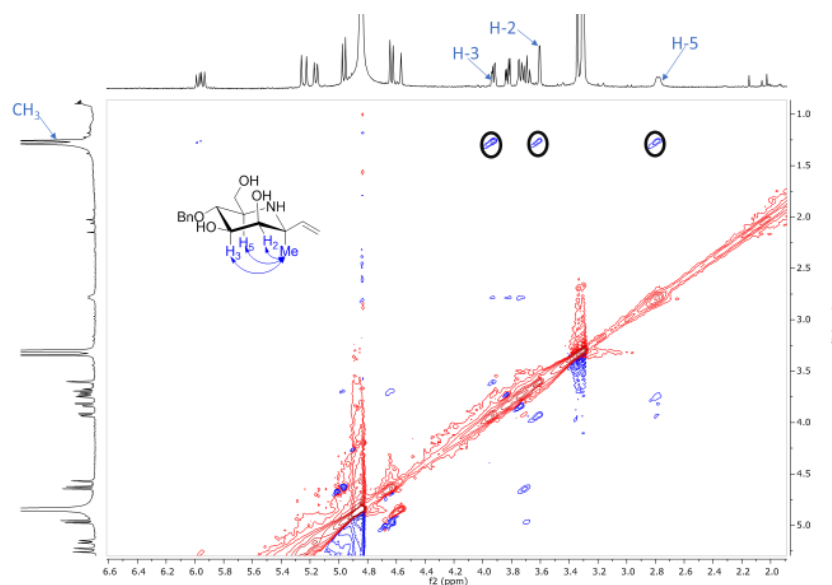 H-2
H-3
H-5
CH₃
OH
OH
NH
BnO
HO
H₅
H₂
H₃
Me
1.0
1.5
2.0
2.5
3.0
3.5
4.0
4.5
5.0
6.6 6.4 6.2 6.0 5.8 5.6 5.4 5.2 5.0 4.8 4.6 4.4 4.2 4.0 3.8 3.6 3.4 3.2 3.0 2.8 2.6 2.4 2.2 2.0
f2 (ppm)